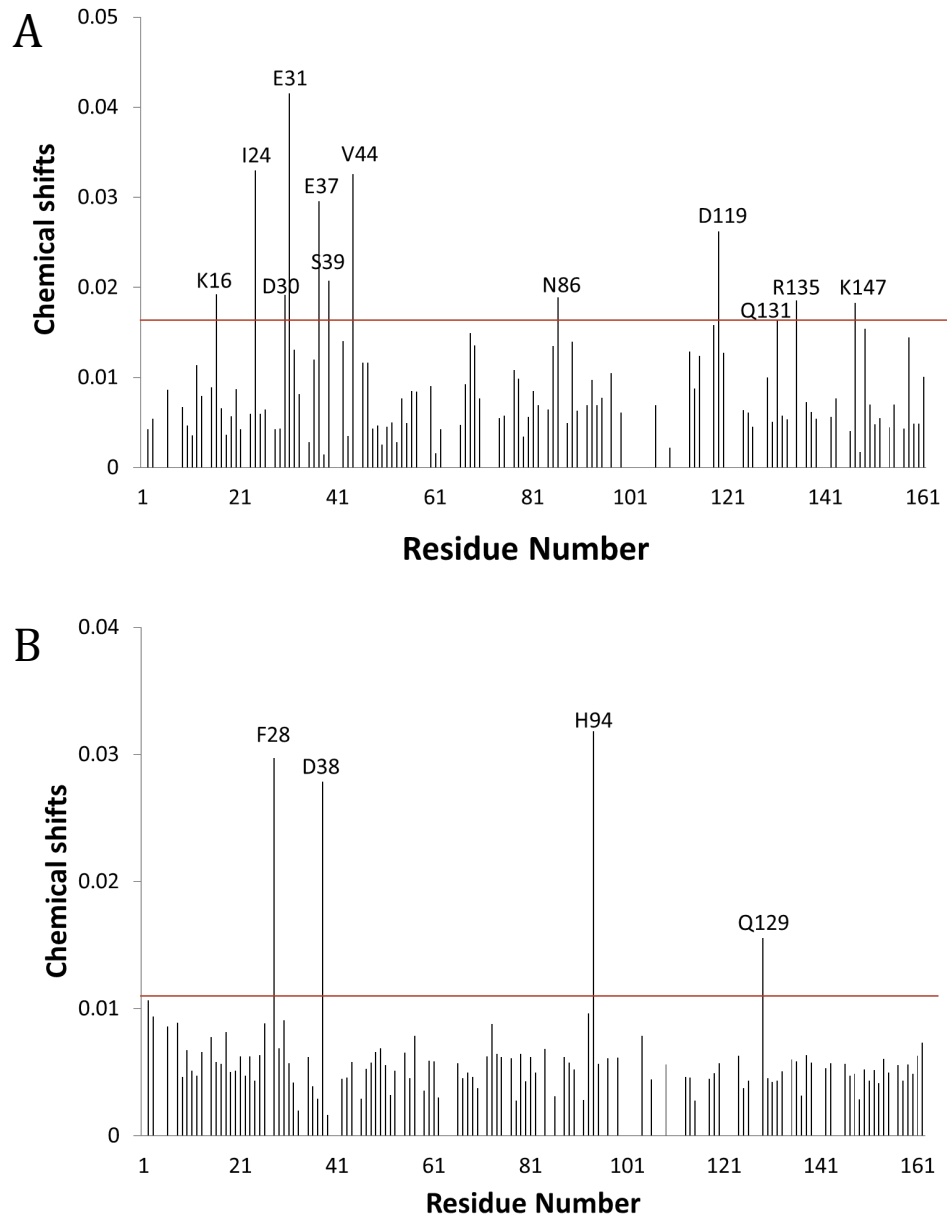 A
0.05
0.04
0.03
0.02
0.01
0
Chemical shifts
E31
I24
V44
E37
S39
D30
K16
N86
D119
Q131
R135
K147
1 21 41 61 81 101 121 141 161
Residue Number
B
0.04
0.03
0.02
0.01
0
Chemical shifts
F28
D38
H94
Q129
1 21 41 61 81 101 121 141 161
Residue Number